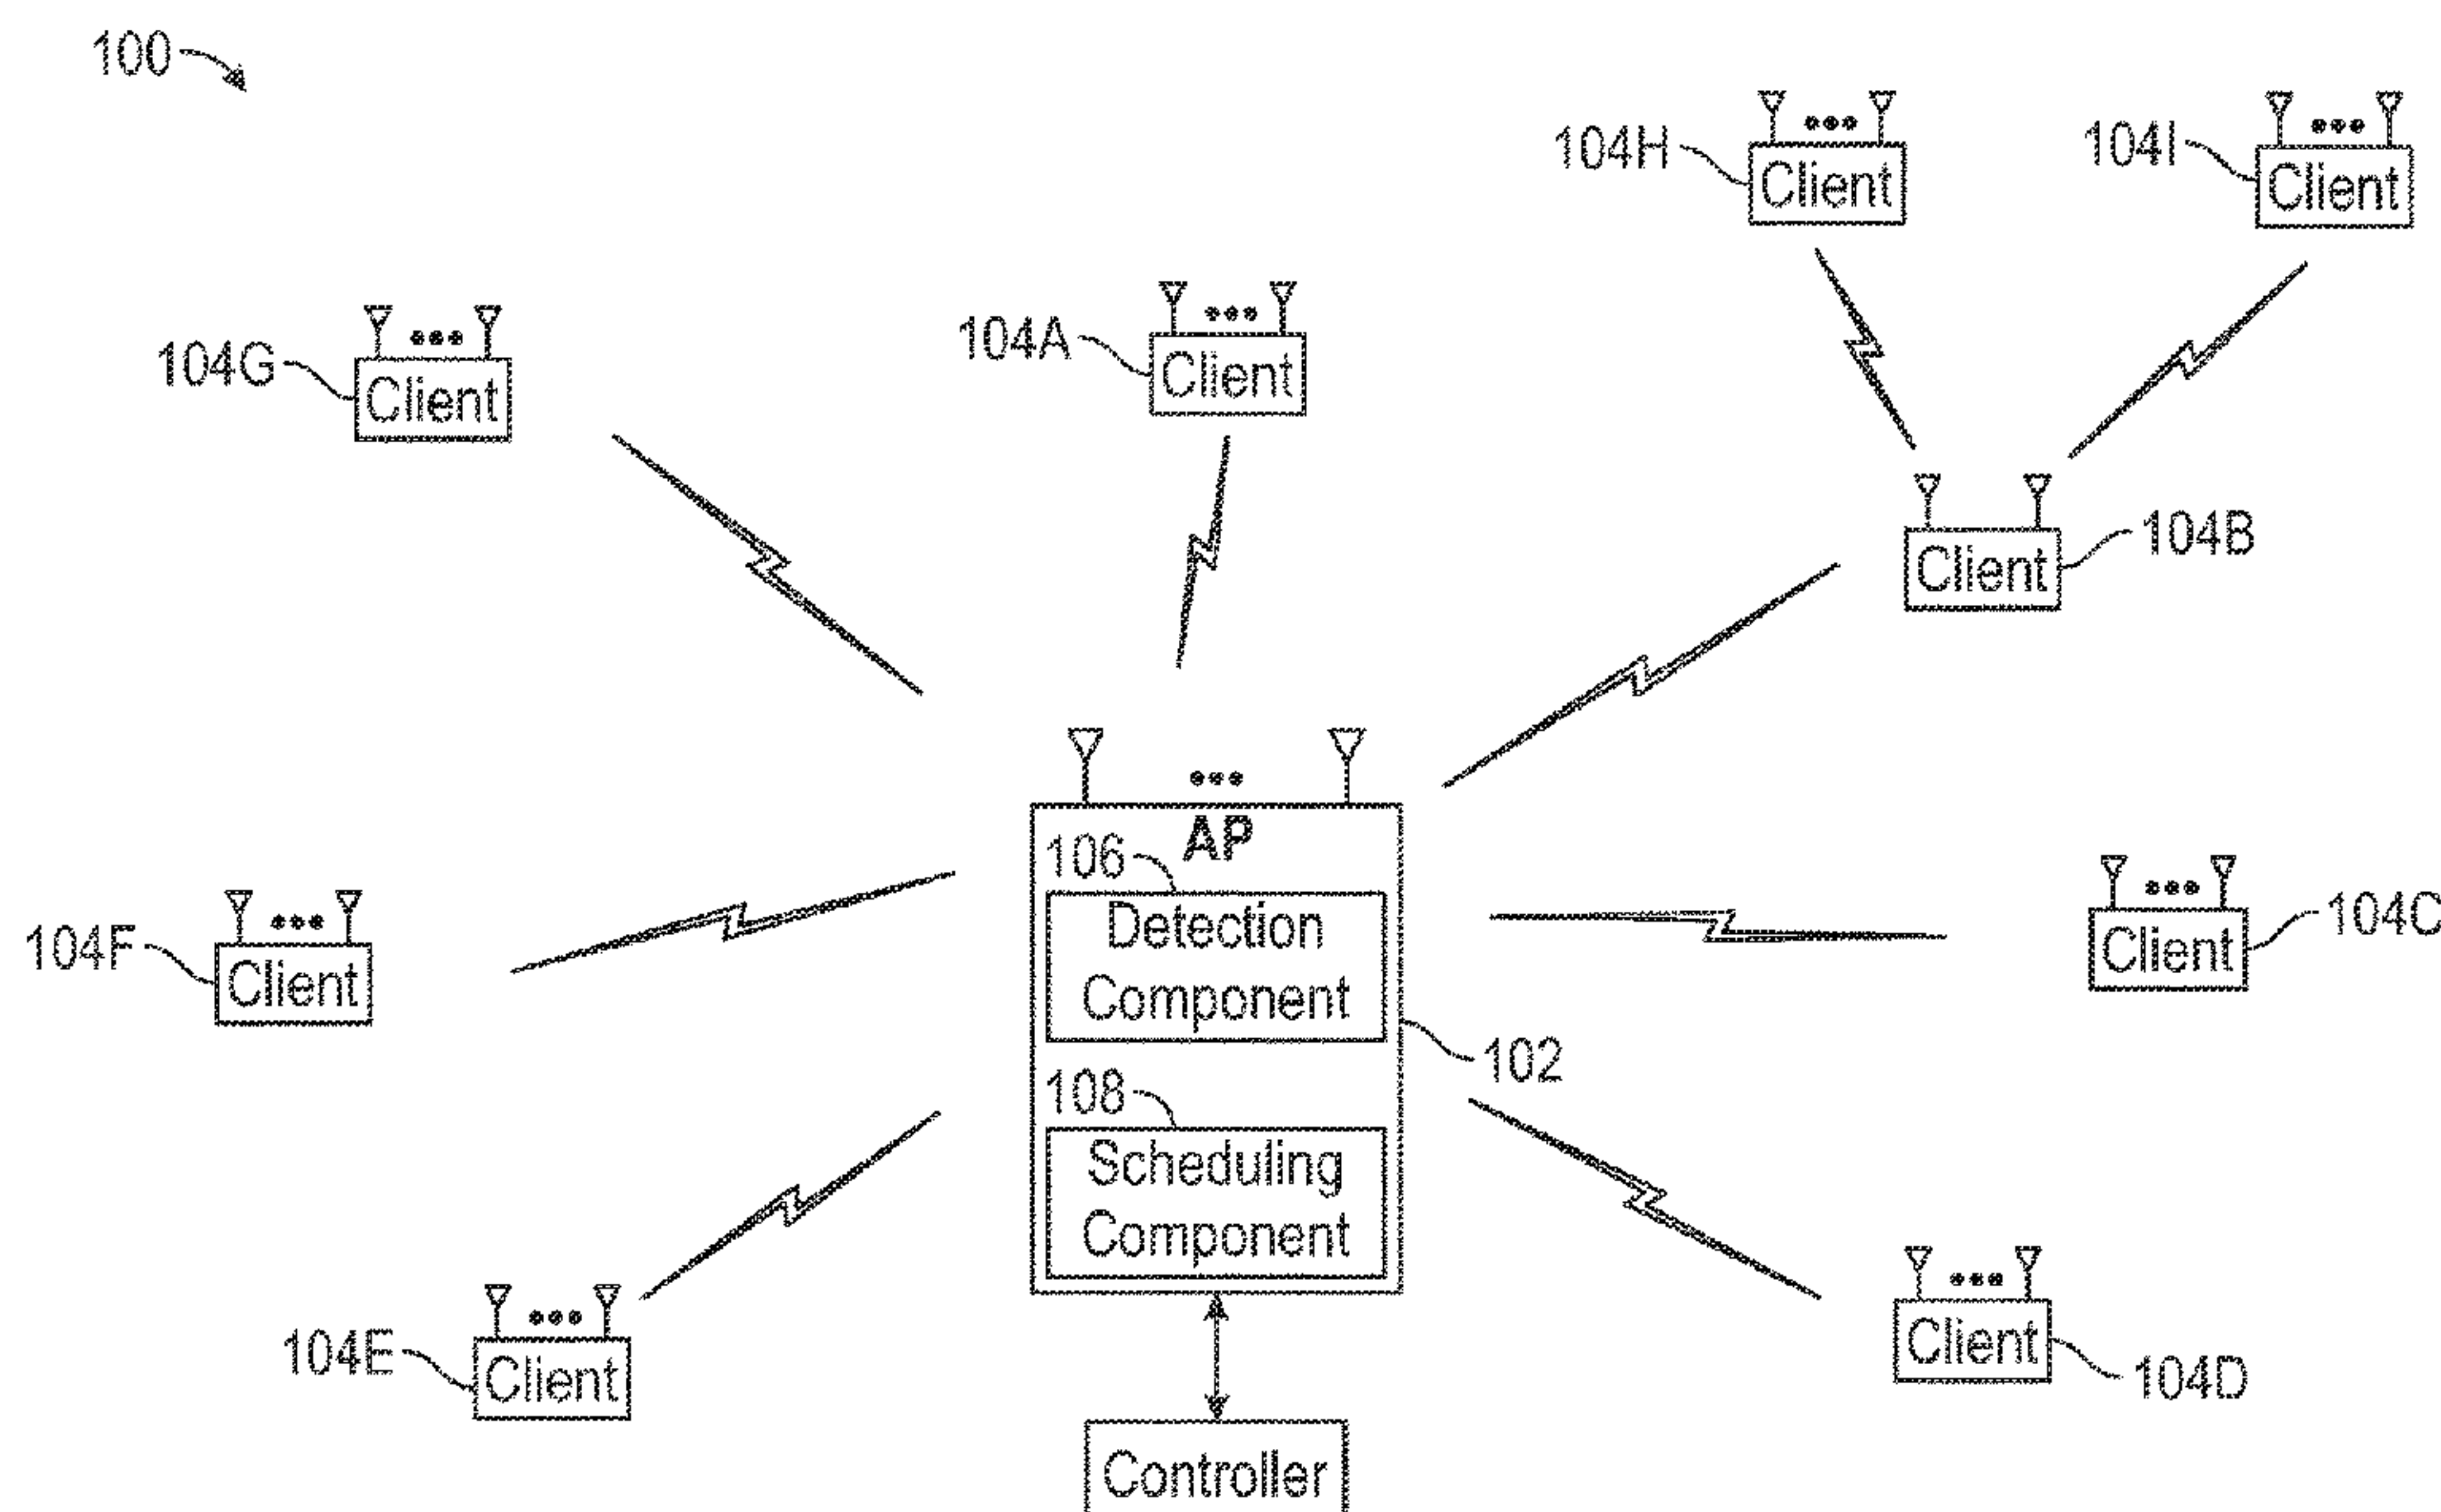 100
104H
Client
104I
Client
104G
Client
104A
Client
Client
104B
AP
106
Detection
Component
102
108
Scheduling
Component
104F
Client
Client
104C
104E
Client
Client
104D
Controller